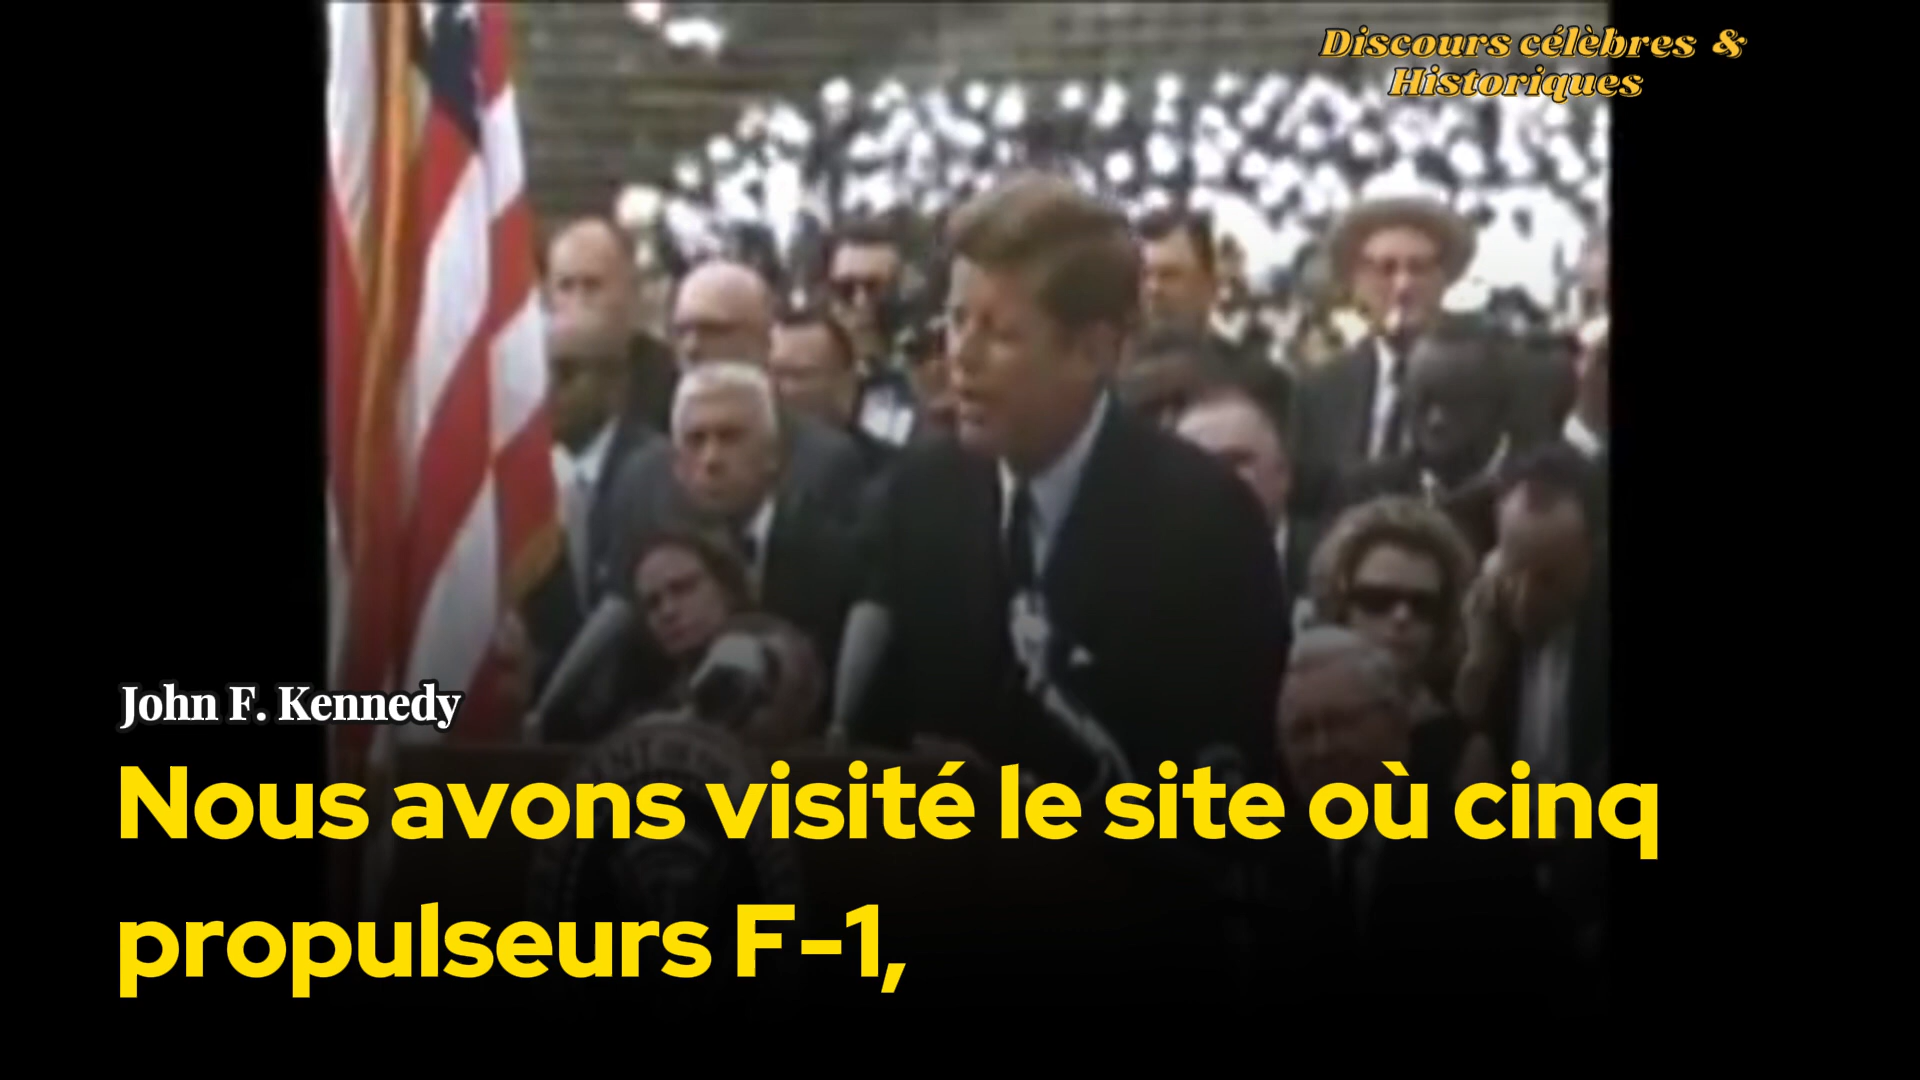 Discours célèbres &
Historiques
John F. Kennedy
Nous avons visité le site où cinq
propulseurs F-1,